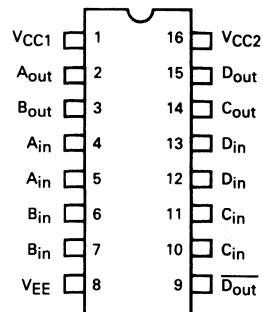 VCC1 1 16 VCC2
Aout 2 15 Dout
Bout 3 14 Cout
Ain 4 13 Din
Ain 5 12 Din
Bin 6 11 Cin
Bin 7 10 Cin
VEE 8 9 D̅o̅u̅t̅